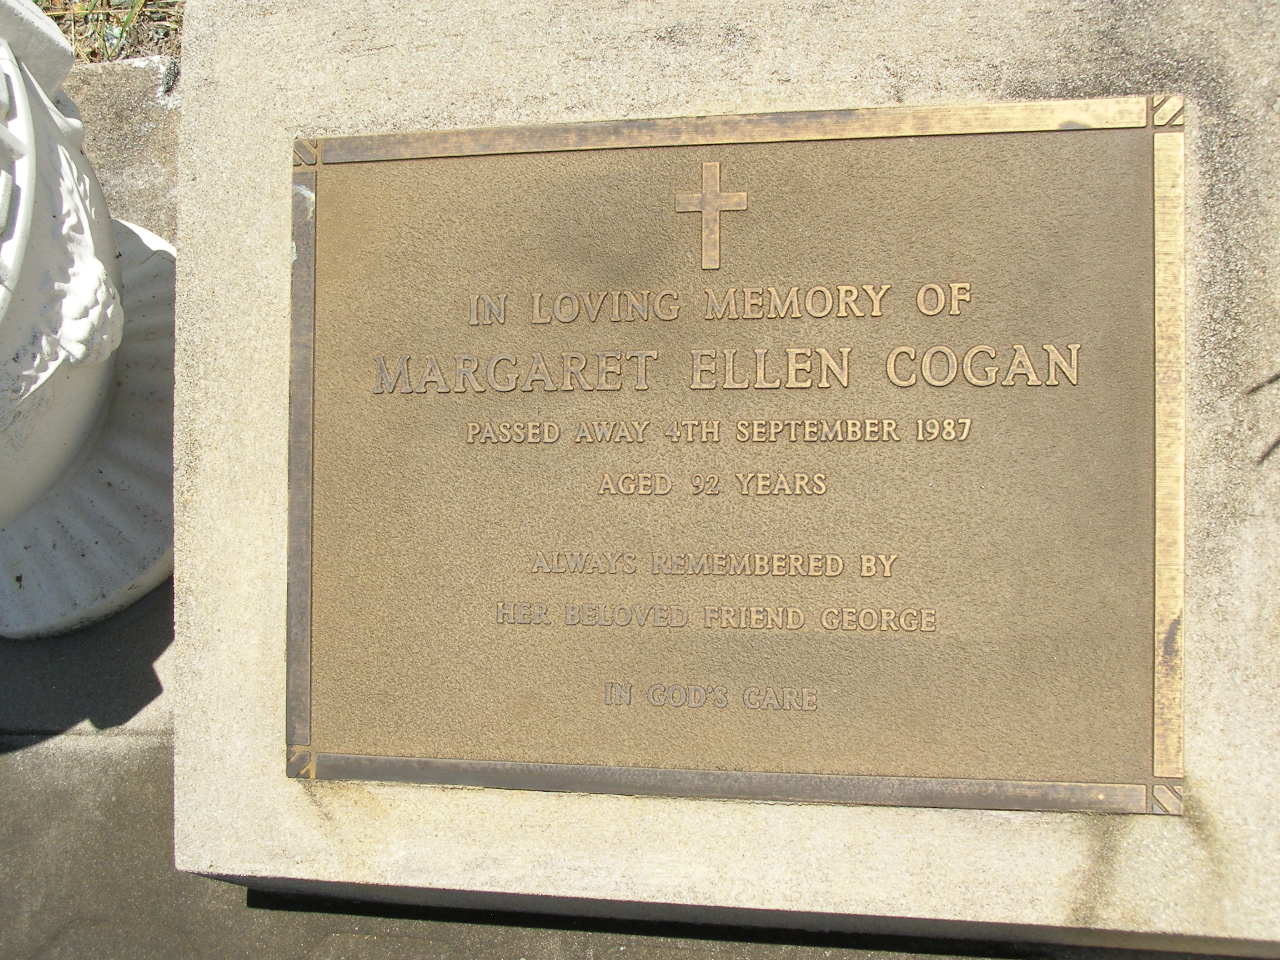 IN LOVING MEMORY OF
MARGARET ELLEN COGAN
PASSED AWAY 4TH SEPTEMBER 1987
AGED 92 YEARS
ALWAYS REMEMBERED BY
HER BELOVED FRIEND GEORGE
IN GOD'S CARE